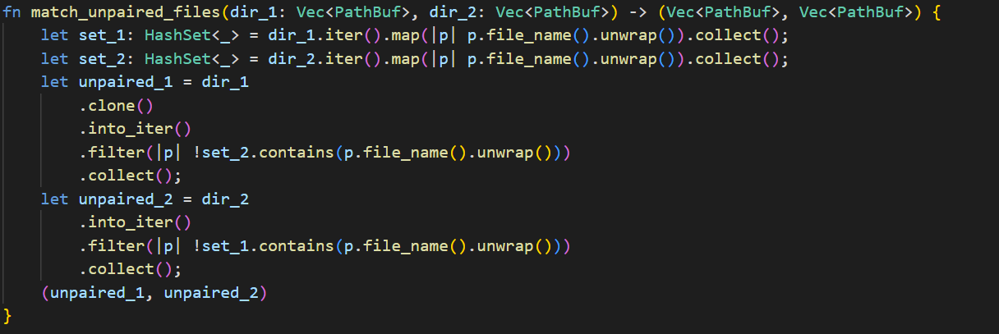 fn match_unpaired_files(dir_1: Vec<PathBuf>, dir_2: Vec<PathBuf>) -> (Vec<PathBuf>, Vec<PathBuf>) {
    let set_1: HashSet<_> = dir_1.iter().map(|p| p.file_name().unwrap()).collect();
    let set_2: HashSet<_> = dir_2.iter().map(|p| p.file_name().unwrap()).collect();
    let unpaired_1 = dir_1
        .clone()
        .into_iter()
        .filter(|p| !set_2.contains(p.file_name().unwrap()))
        .collect();
    let unpaired_2 = dir_2
        .into_iter()
        .filter(|p| !set_1.contains(p.file_name().unwrap()))
        .collect();
    (unpaired_1, unpaired_2)
}